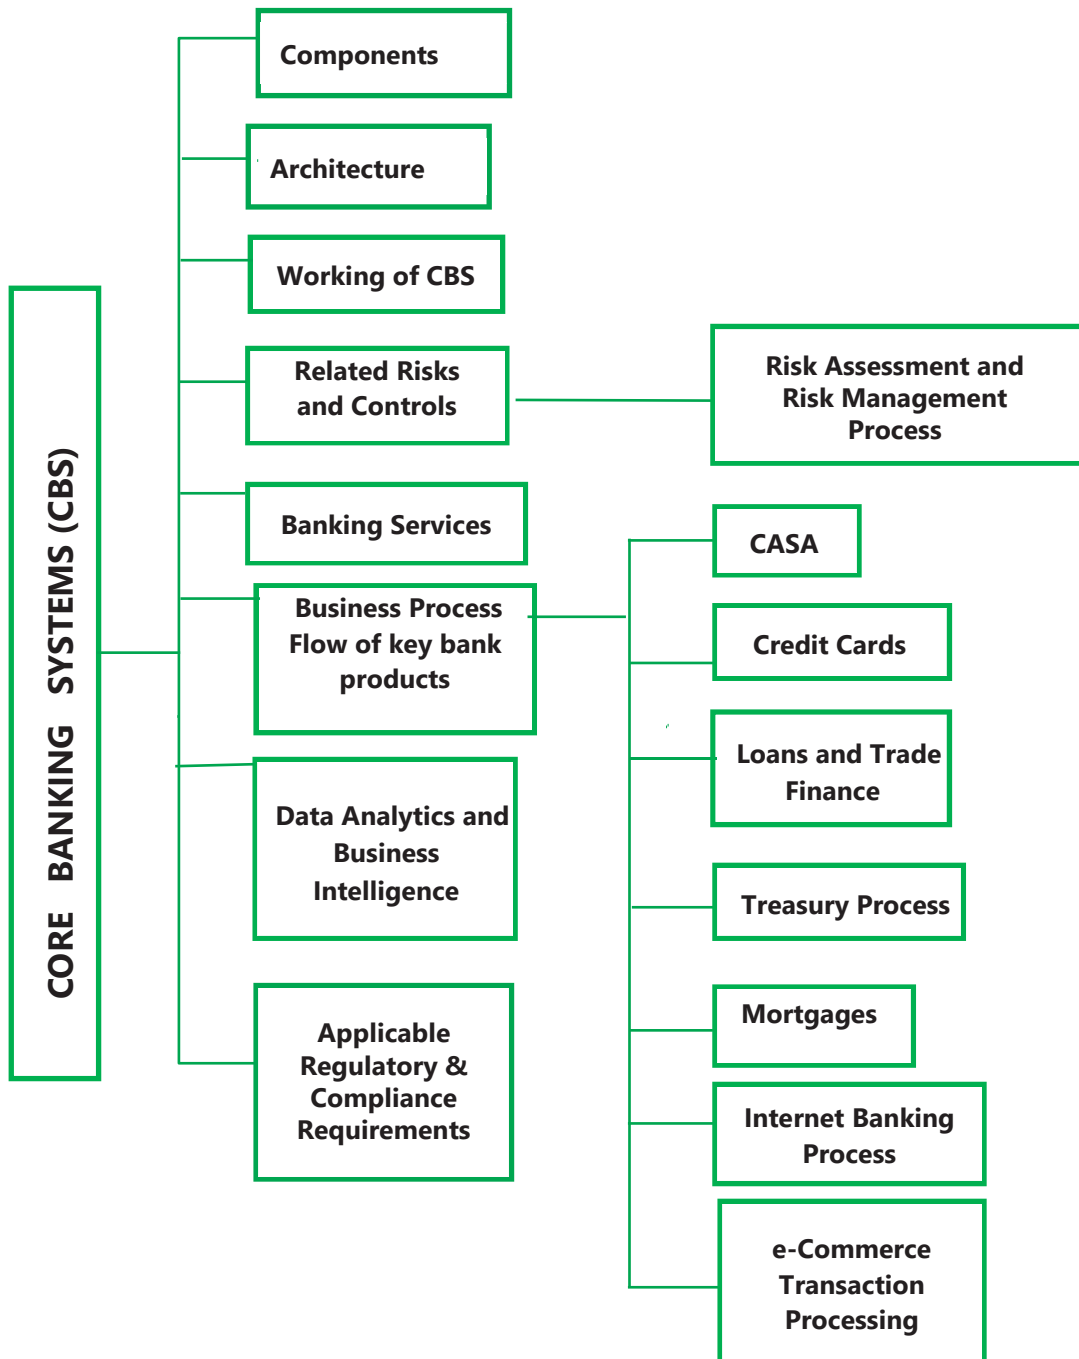 CORE BANKING SYSTEMS (CBS)
Components
Architecture
Working of CBS
Related Risks
and Controls
Risk Assessment and
Risk Management
Process
Banking Services
Business Process
Flow of key bank
products
CASA
Credit Cards
Loans and Trade
Finance
Treasury Process
Mortgages
Internet Banking
Process
e-Commerce
Transaction
Processing
Data Analytics and
Business
Intelligence
Applicable
Regulatory &
Compliance
Requirements